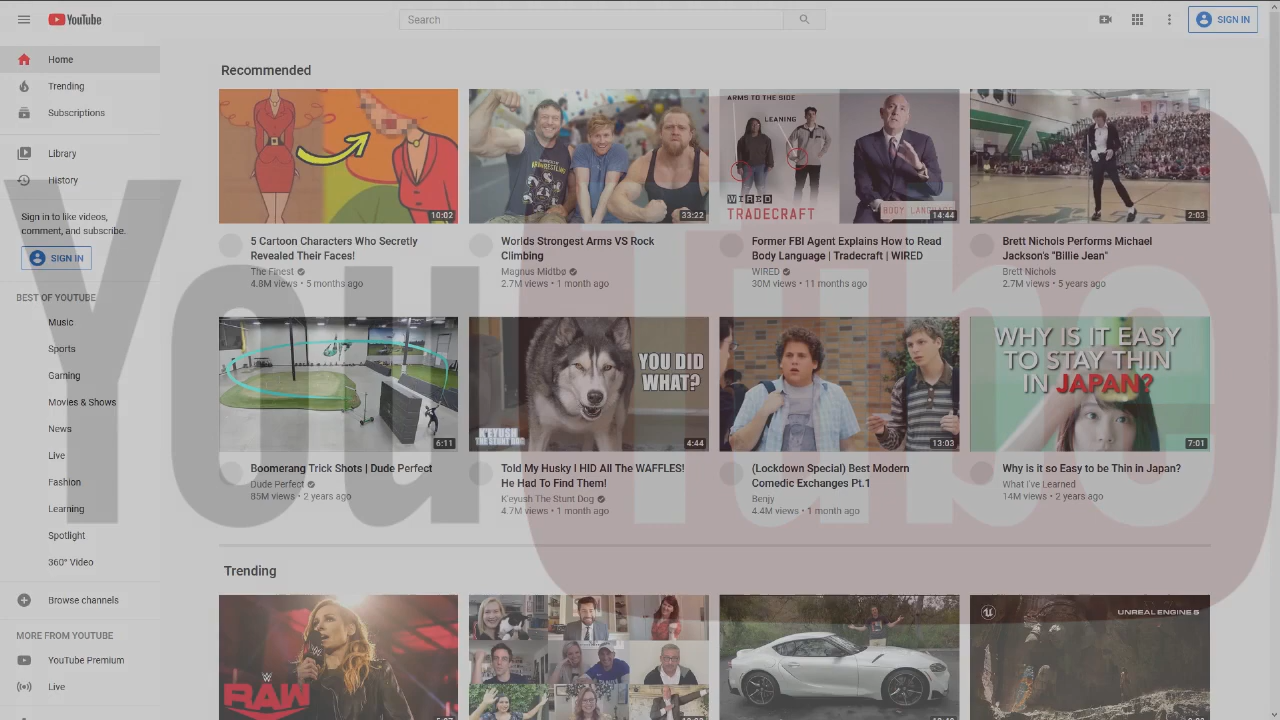 YouTube
Search
SIGN IN
Home
Trending
Subscriptions
Library
History
Sign in to like videos,
comment, and subscribe.
SIGN IN
BEST OF YOUTUBE
Music
Sports
Gaming
Movies & Shows
News
Live
Fashion
Learning
Spotlight
360° Video
Browse channels
MORE FROM YOUTUBE
YouTube Premium
Live
YouTube
Recommended
10:02
5 Cartoon Characters Who Secretly
Revealed Their Faces!
The Finest
4.8M views • 5 months ago
33:22
Worlds Strongest Arms VS Rock
Climbing
Magnus Midtbø
2.7M views • 1 month ago
ARMS TO THE SIDE
LEANING
WIRED
TRADECRAFT
BODY LANGUAGE
14:44
Former FBI Agent Explains How to Read
Body Language | Tradecraft | WIRED
WIRED
30M views • 11 months ago
2:03
Brett Nichols Performs Michael
Jackson's "Billie Jean"
Brett Nichols
2.7M views • 5 years ago
6:11
Boomerang Trick Shots | Dude Perfect
Dude Perfect
85M views • 2 years ago
YOU DID
WHAT?
K'EYUSH
THE STUNT DOG
4:44
Told My Husky I HID All The WAFFLES!
He Had To Find Them!
K'eyush The Stunt Dog
4.7M views • 1 month ago
13:03
(Lockdown Special) Best Modern
Comedic Exchanges Pt.1
Benjy
4.4M views • 1 month ago
WHY IS IT EASY
TO STAY THIN
IN JAPAN?
7:01
Why is it so Easy to be Thin in Japan?
What I've Learned
14M views • 2 years ago
Trending
RAW
UNREAL ENGINE 5